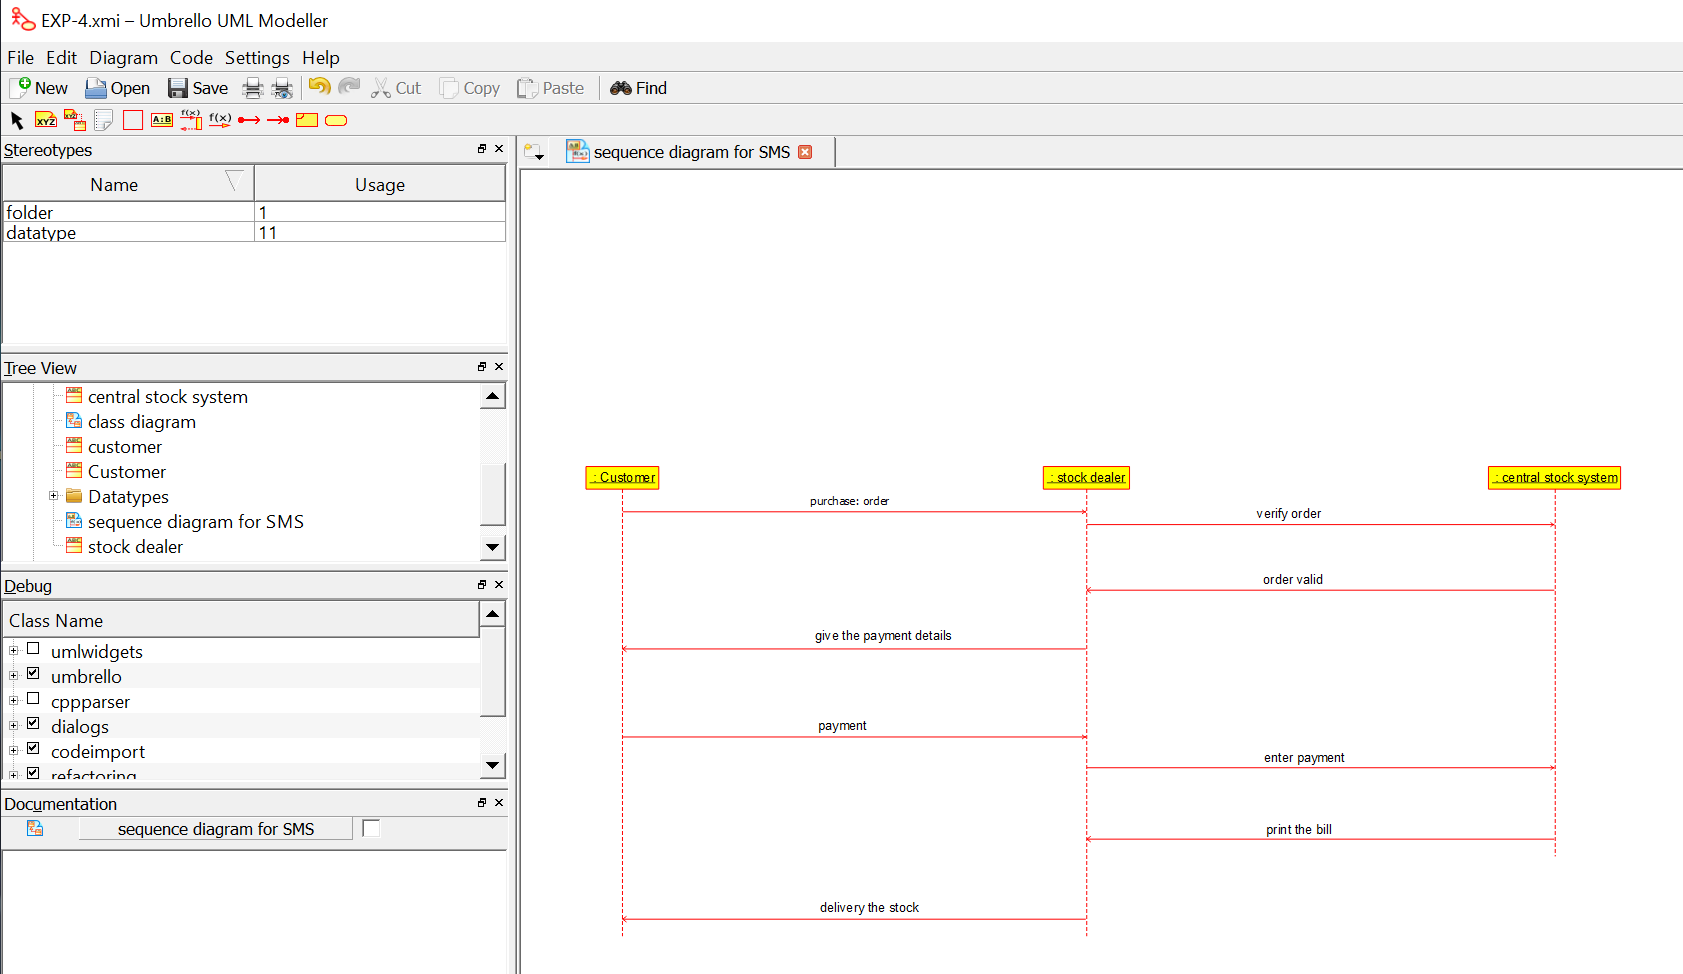 EXP-4.xmi – Umbrello UML Modeller
File Edit Diagram Code Settings Help
New Open Save Cut Copy Paste Find
XYZ XYZ A:B f(x) f(x)
Stereotypes
Name Usage
folder 1
datatype 11
Tree View
central stock system
class diagram
customer
Customer
Datatypes
sequence diagram for SMS
stock dealer
Debug
Class Name
umlwidgets
umbrello
cppparser
dialogs
codeimport
refactoring
Documentation
sequence diagram for SMS
sequence diagram for SMS
: Customer : stock dealer : central stock system
purchase: order
verify order
order valid
give the payment details
payment
enter payment
print the bill
delivery the stock